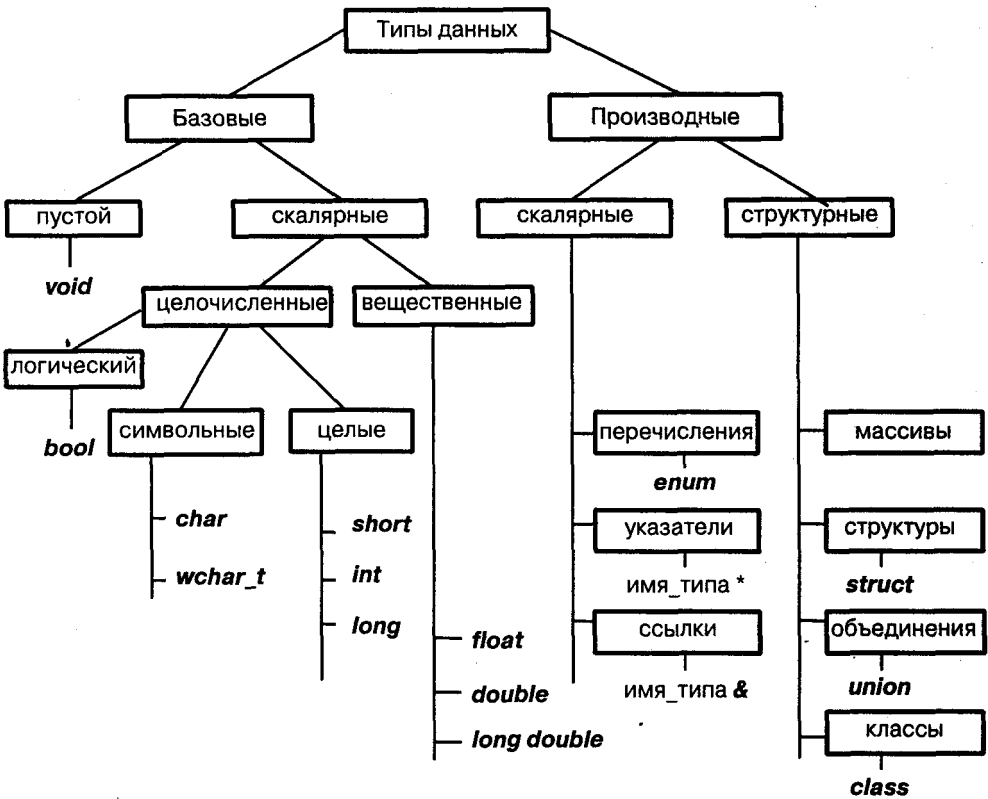 Типы данных
Базовые
Производные
пустой
скалярные
скалярные
структурные
void
целочисленные
вещественные
логический
bool
символьные
целые
перечисления
массивы
enum
char
short
указатели
структуры
wchar_t
int
имя_типа *
struct
long
float
ссылки
объединения
double
имя_типа &
union
long double
классы
class